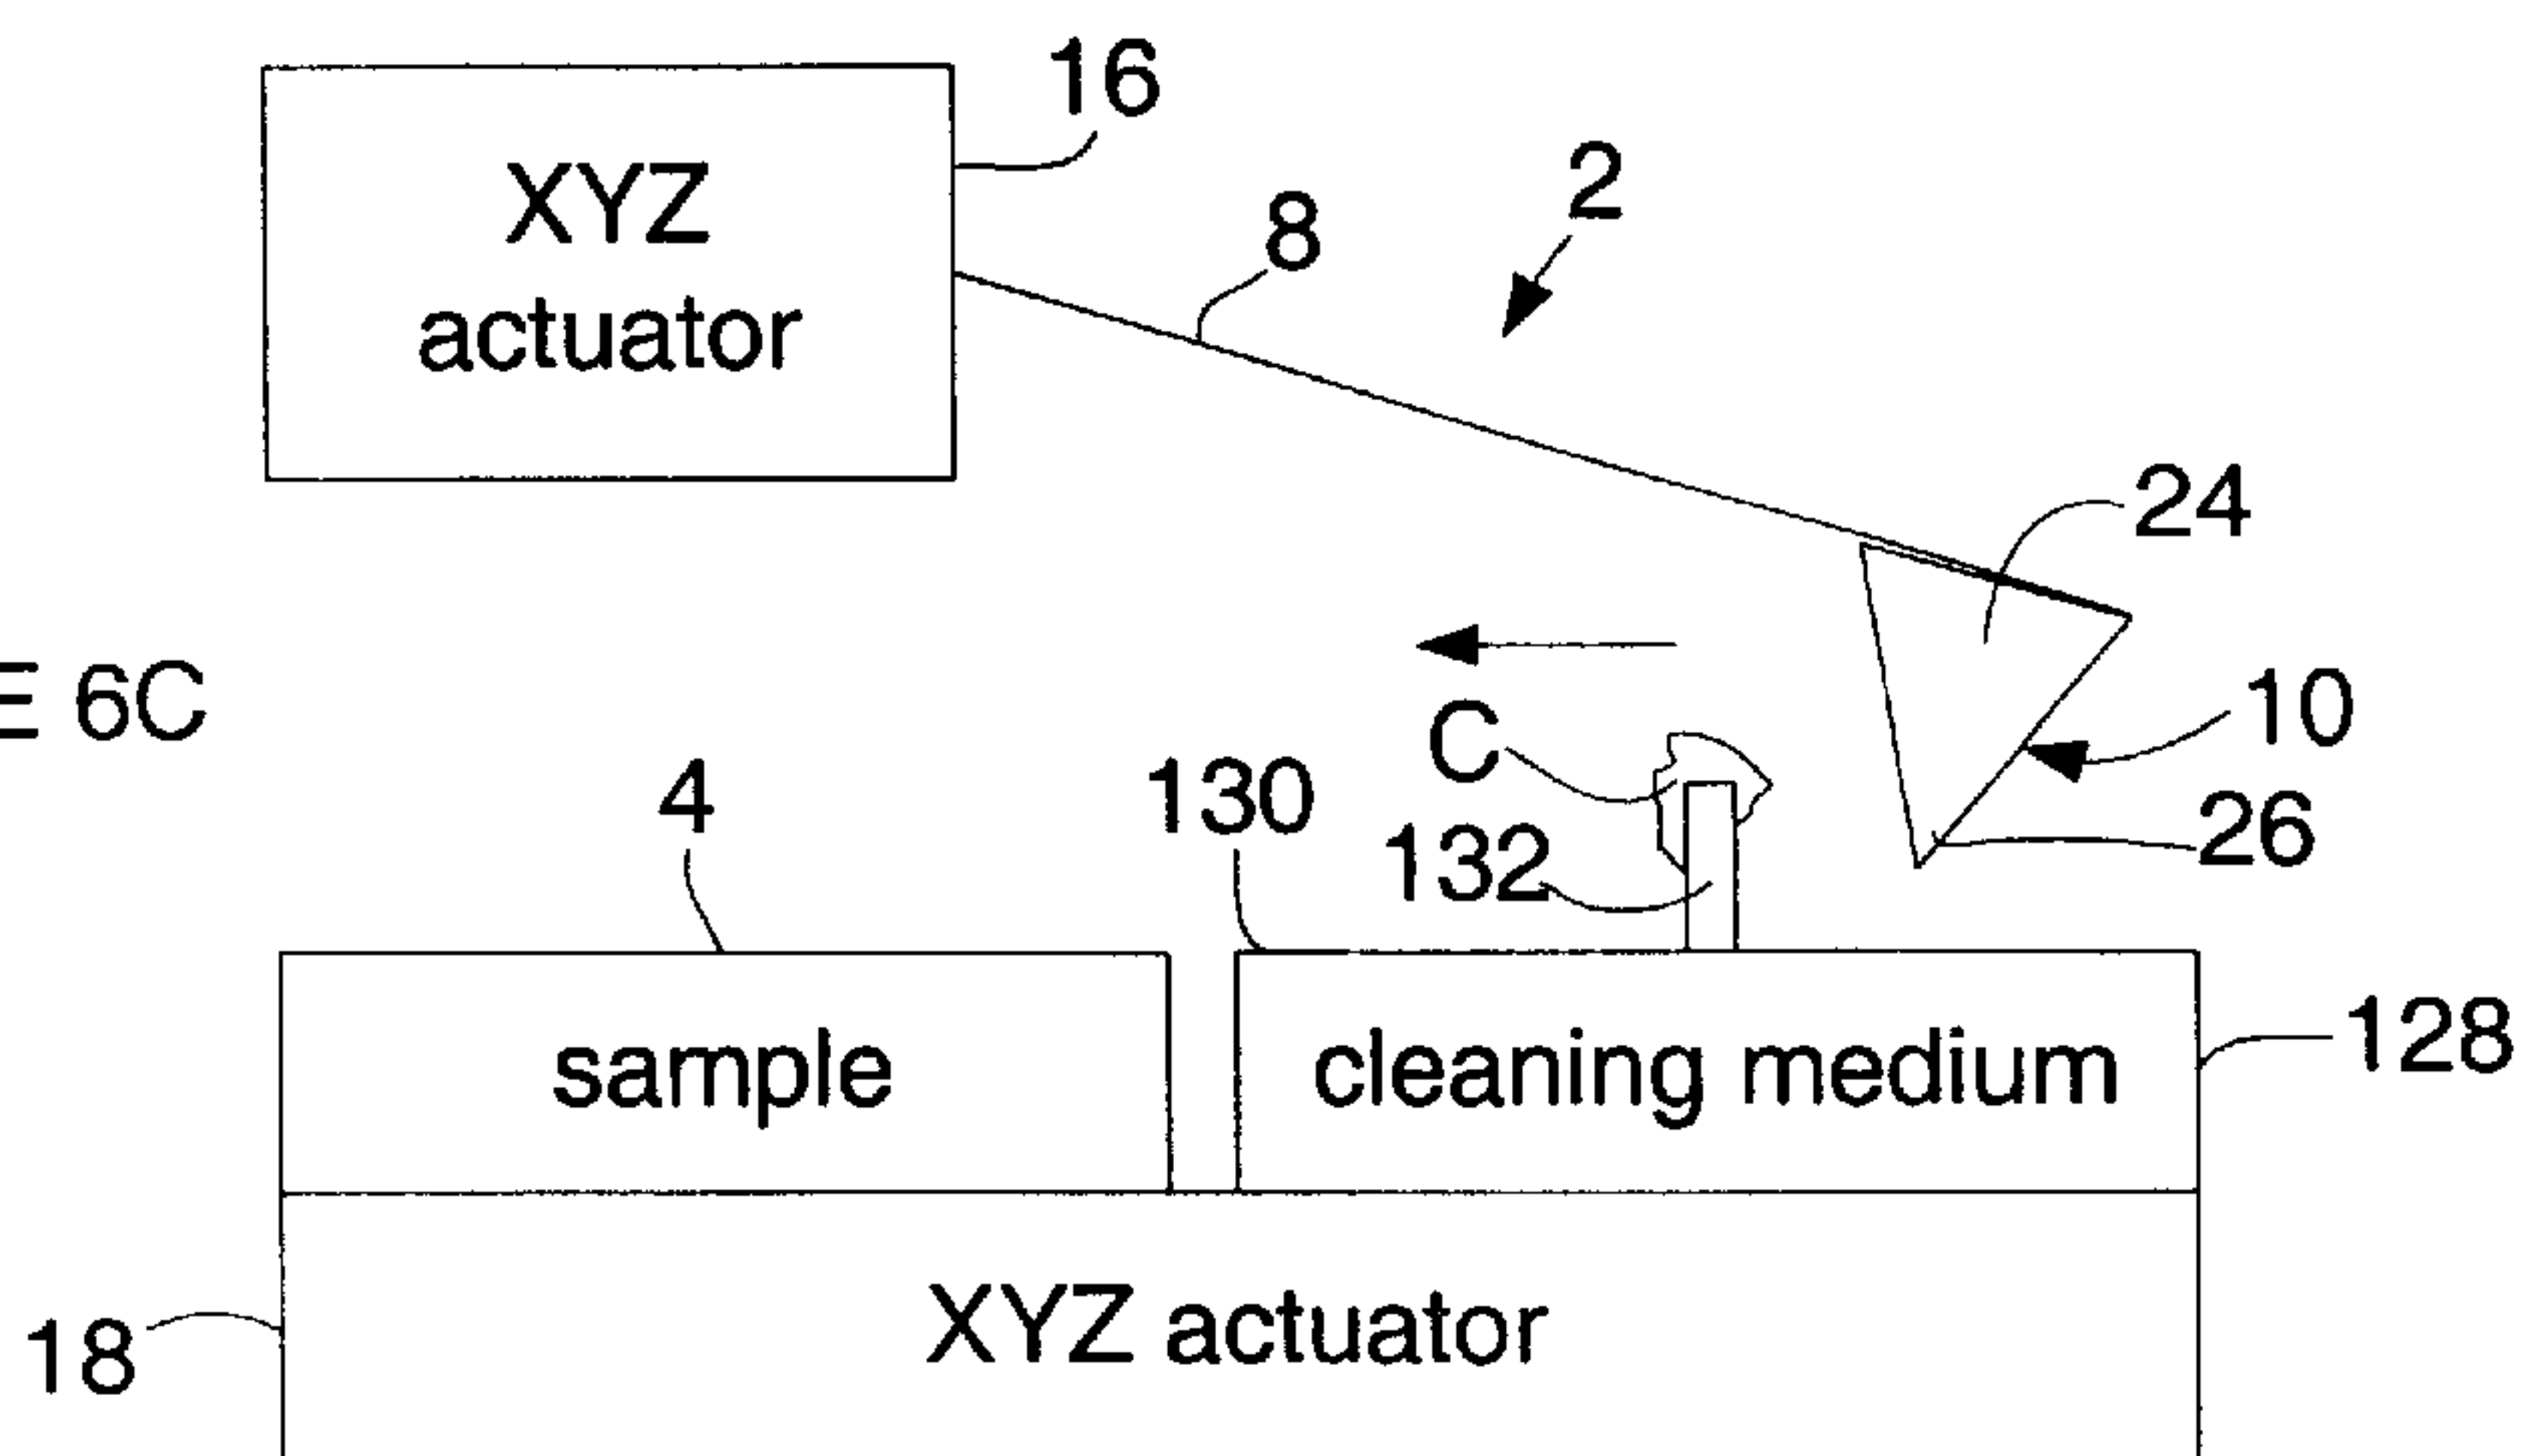 16
XYZ
actuator
2
8
24
E 6C
10
C
4
130
26
132
sample
cleaning medium
128
XYZ actuator
18